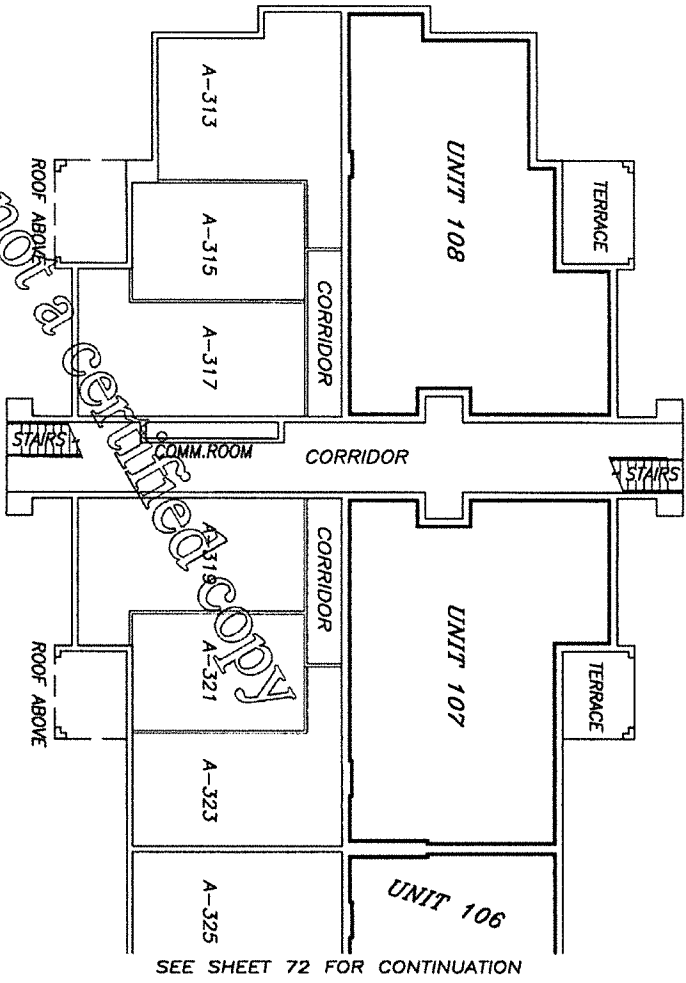 A-313
A-315
A-317
ROOF ABOVE
UNIT 108
TERRACE
CORRIDOR
STAIRS
COMM.ROOM
CORRIDOR
STAIRS
CORRIDOR
A-319
A-321
A-323
A-325
ROOF ABOVE
UNIT 107
TERRACE
UNIT 106
not a certified copy
SEE SHEET 72 FOR CONTINUATION